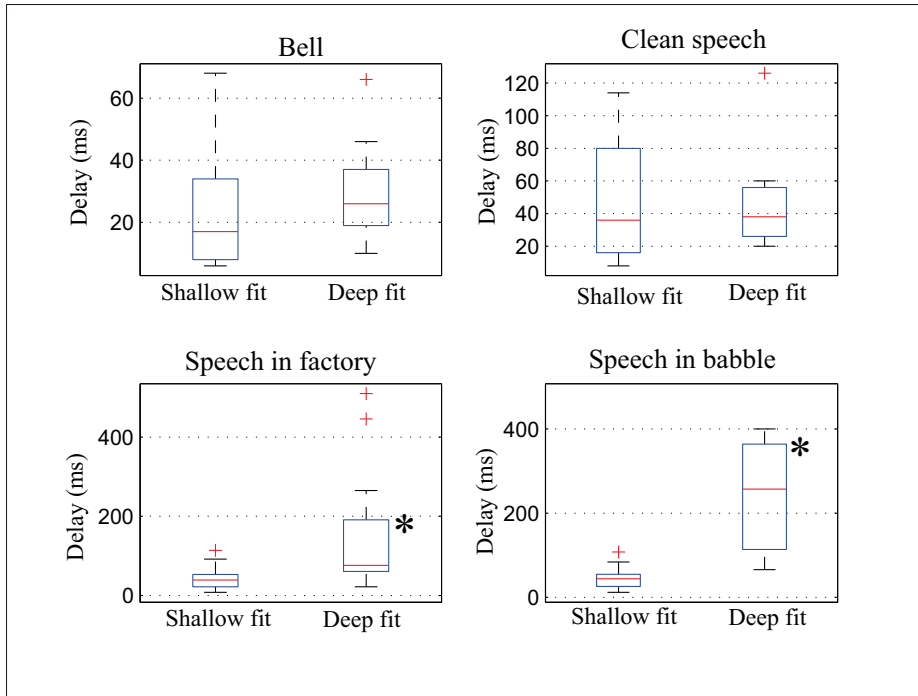 Bell
Delay (ms)
60
40
20
Shallow fit Deep fit
Clean speech
Delay (ms)
120
100
80
60
40
20
Shallow fit Deep fit
Speech in factory
Delay (ms)
400
200
0
*
Shallow fit Deep fit
Speech in babble
Delay (ms)
400
200
0
*
Shallow fit Deep fit